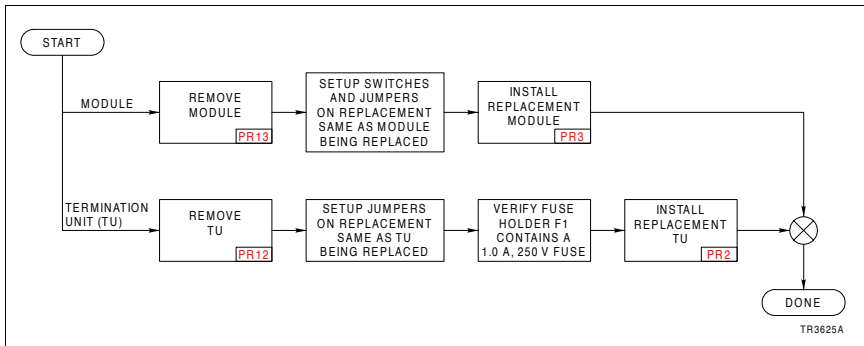 START
MODULE
REMOVE
MODULE
PR13
SETUP SWITCHES
AND JUMPERS
ON REPLACEMENT
SAME AS MODULE
BEING REPLACED
INSTALL
REPLACEMENT
MODULE
PR3
TERMINATION
UNIT (TU)
REMOVE
TU
PR12
SETUP JUMPERS
ON REPLACEMENT
SAME AS TU
BEING REPLACED
VERIFY FUSE
HOLDER F1
CONTAINS A
1.0 A, 250 V FUSE
INSTALL
REPLACEMENT
TU
PR2
DONE
TR3625A